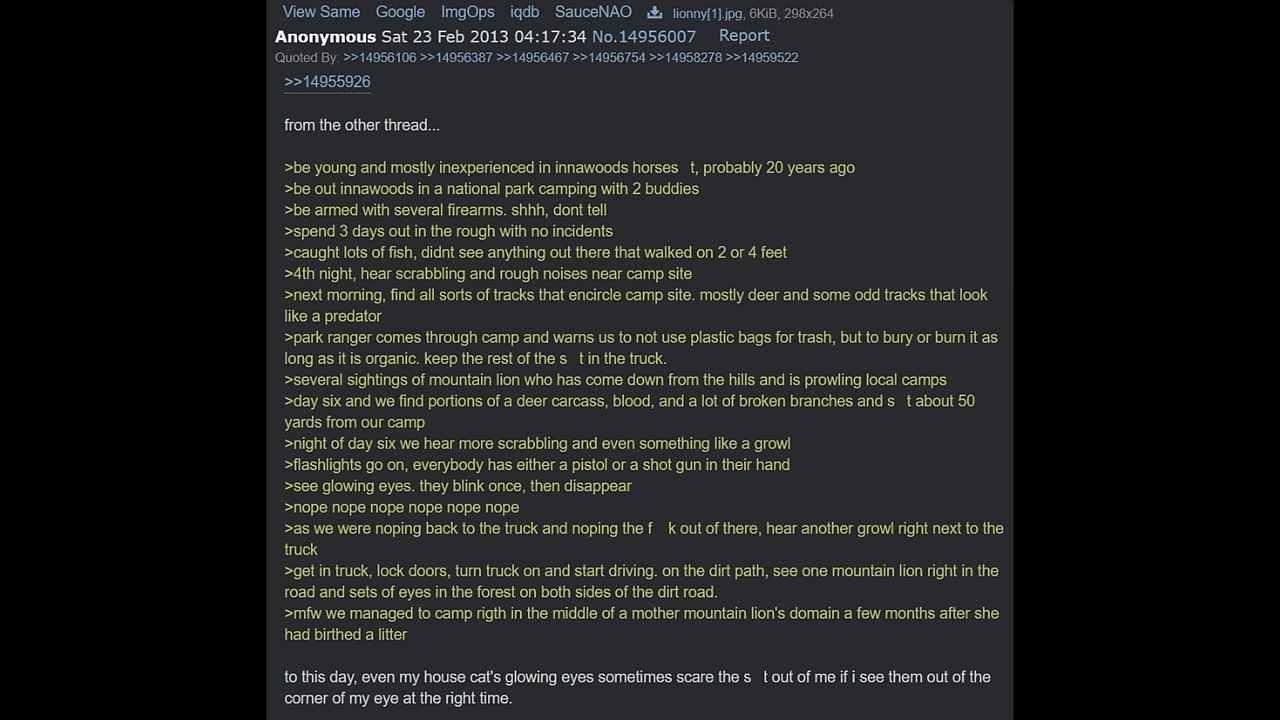 View Same Google ImgOps iqdb SauceNAO lionny[1].jpg, 6KiB, 298x264
Anonymous Sat 23 Feb 2013 04:17:34 No.14956007 Report
Quoted By: >>14956106 >>14956387 >>14956467 >>14956754 >>14958278 >>14959522
>>14955926
from the other thread...
>be young and mostly inexperienced in innawoods horses t, probably 20 years ago
>be out innawoods in a national park camping with 2 buddies
>be armed with several firearms. shhh, dont tell
>spend 3 days out in the rough with no incidents
>caught lots of fish, didnt see anything out there that walked on 2 or 4 feet
>4th night, hear scrabbling and rough noises near camp site
>next morning, find all sorts of tracks that encircle camp site. mostly deer and some odd tracks that look
like a predator
>park ranger comes through camp and warns us to not use plastic bags for trash, but to bury or burn it as
long as it is organic. keep the rest of the s t in the truck.
>several sightings of mountain lion who has come down from the hills and is prowling local camps
>day six and we find portions of a deer carcass, blood, and a lot of broken branches and s t about 50
yards from our camp
>night of day six we hear more scrabbling and even something like a growl
>flashlights go on, everybody has either a pistol or a shot gun in their hand
>see glowing eyes. they blink once, then disappear
>nope nope nope nope nope nope
>as we were noping back to the truck and noping the f k out of there, hear another growl right next to the
truck
>get in truck, lock doors, turn truck on and start driving. on the dirt path, see one mountain lion right in the
road and sets of eyes in the forest on both sides of the dirt road.
>mfw we managed to camp rigth in the middle of a mother mountain lion's domain a few months after she
had birthed a litter
to this day, even my house cat's glowing eyes sometimes scare the s t out of me if i see them out of the
corner of my eye at the right time.